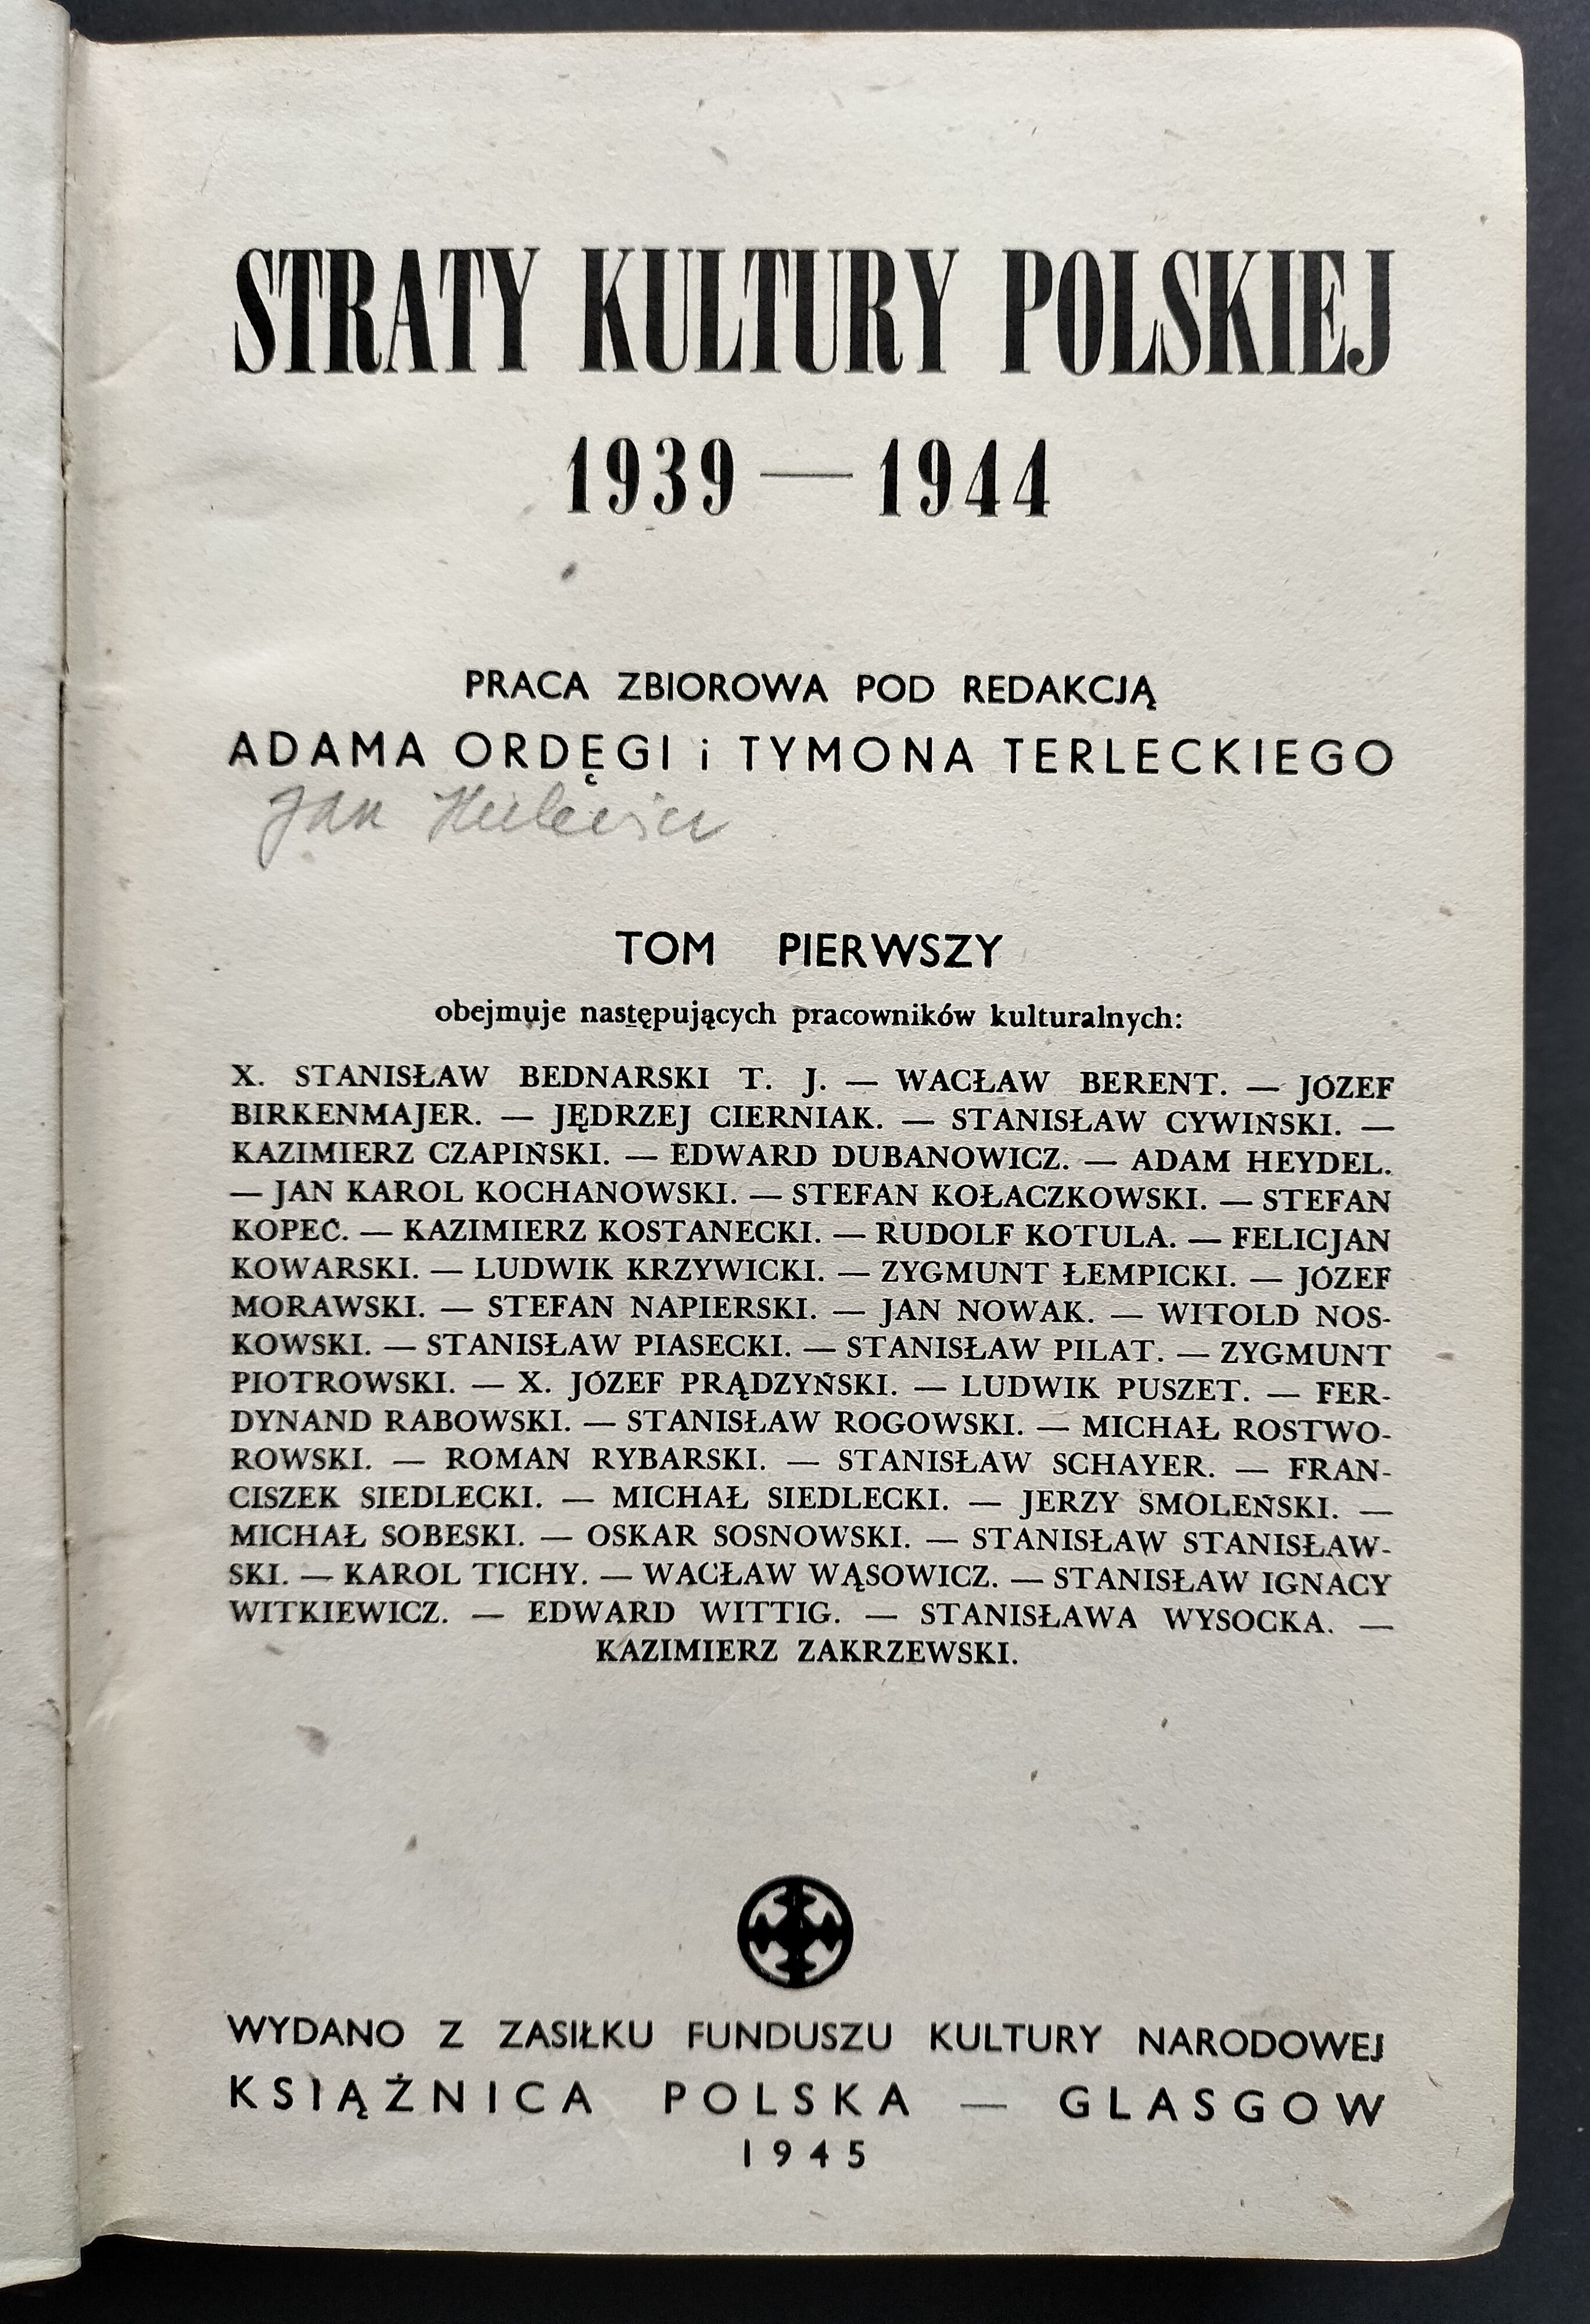 STRATY KULTURY POLSKIEJ
1939 — 1944
PRACA ZBIOROWA POD REDAKCJĄ
ADAMA ORDĘGI i TYMONA TERLECKIEGO
Jan
TOM PIERWSZY
obejmuje następujących pracowników kulturalnych:
X. STANISŁAW BEDNARSKI T. J. — WACŁAW BERENT. — JÓZEF
BIRKENMAJER. — JĘDRZEJ CIERNIAK. — STANISŁAW CYWIŃSKI. —
KAZIMIERZ CZAPIŃSKI. — EDWARD DUBANOWICZ. — ADAM HEYDEL.
— JAN KAROL KOCHANOWSKI. — STEFAN KOŁACZKOWSKI. — STEFAN
KOPEĆ. — KAZIMIERZ KOSTANECKI. — RUDOLF KOTULA. — FELICJAN
KOWARSKI. — LUDWIK KRZYWICKI. — ZYGMUNT ŁEMPICKI. — JÓZEF
MORAWSKI. — STEFAN NAPIERSKI. — JAN NOWAK. — WITOLD NOS-
KOWSKI. — STANISŁAW PIASECKI. — STANISŁAW PILAT. — ZYGMUNT
PIOTROWSKI. — X. JÓZEF PRĄDZYŃSKI. — LUDWIK PUSZET. — FER-
DYNAND RABOWSKI. — STANISŁAW ROGOWSKI. — MICHAŁ ROSTWO-
ROWSKI. — ROMAN RYBARSKI. — STANISŁAW SCHAYER. — FRAN-
CISZEK SIEDLECKI. — MICHAŁ SIEDLECKI. — JERZY SMOLEŃSKI. —
MICHAŁ SOBESKI. — OSKAR SOSNOWSKI. — STANISŁAW STANISŁAW-
SKI. — KAROL TICHY. — WACŁAW WĄSOWICZ. — STANISŁAW IGNACY
WITKIEWICZ. — EDWARD WITTIG. — STANISŁAWA WYSOCKA. —
KAZIMIERZ ZAKRZEWSKI.
WYDANO Z ZASIŁKU FUNDUSZU KULTURY NARODOWEJ
KSIĄŻNICA POLSKA — GLASGOW
1945